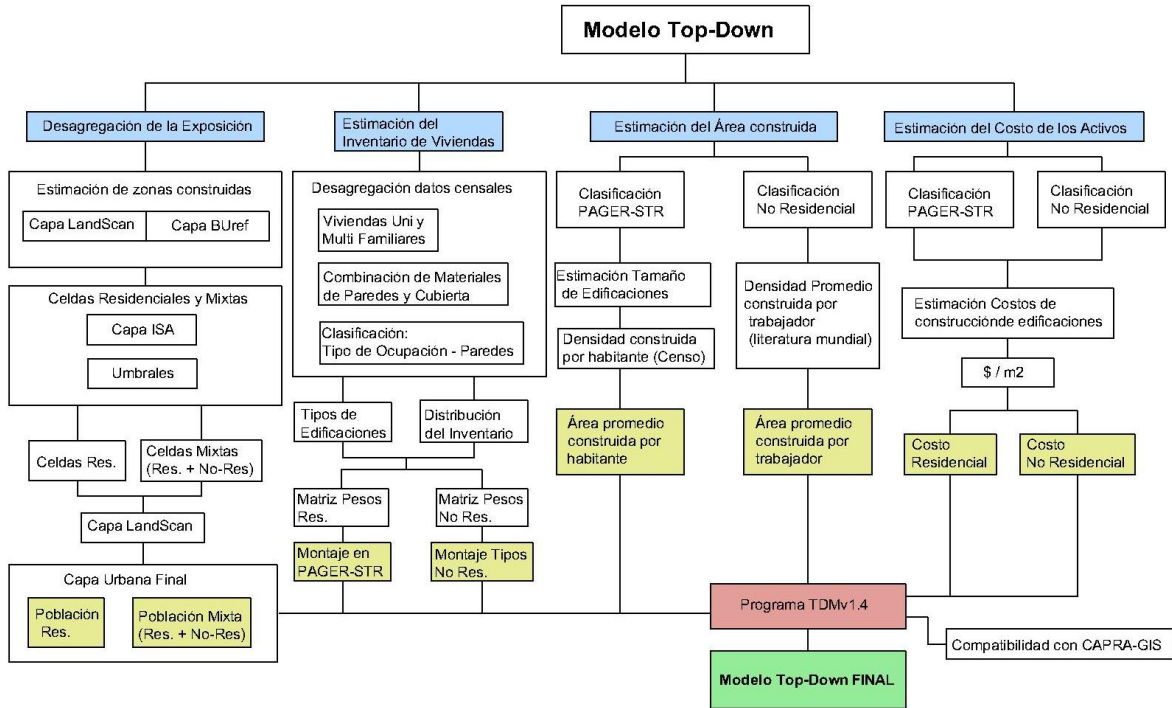 Modelo Top-Down
Desagregación de la Exposición
Estimación de zonas construidas
Capa LandScan
Capa BUref
Celdas Residenciales y Mixtas
Capa ISA
Umbrales
Celdas Res.
Celdas Mixtas
(Res. + No-Res)
Capa LandScan
Capa Urbana Final
Población
Res.
Población Mixta
(Res. + No-Res)
Estimación del
Inventario de Viviendas
Desagregación datos censales
Viviendas Uni y
Multi Familiares
Combinación de Materiales
de Paredes y Cubierta
Clasificación:
Tipo de Ocupación - Paredes
Tipos de
Edificaciones
Distribución
del Inventario
Matriz Pesos
Res.
Matriz Pesos
No Res.
Montaje en
PAGER-STR
Montaje Tipos
No Res.
Estimación del Área construida
Clasificación
PAGER-STR
Clasificación
No Residencial
Estimación Tamaño
de Edificaciones
Densidad construida
por habitante (Censo)
Densidad Promedio
construida por
trabajador
(literatura mundial)
Área promedio
construida por
habitante
Área promedio
construida por
trabajador
Estimación del Costo de los Activos
Clasificación
PAGER-STR
Clasificación
No Residencial
Estimación Costos de
construcciónde edificaciones
$ / m2
Costo
Residencial
Costo
No Residencial
Programa TDMv1.4
Compatibilidad con CAPRA-GIS
Modelo Top-Down FINAL